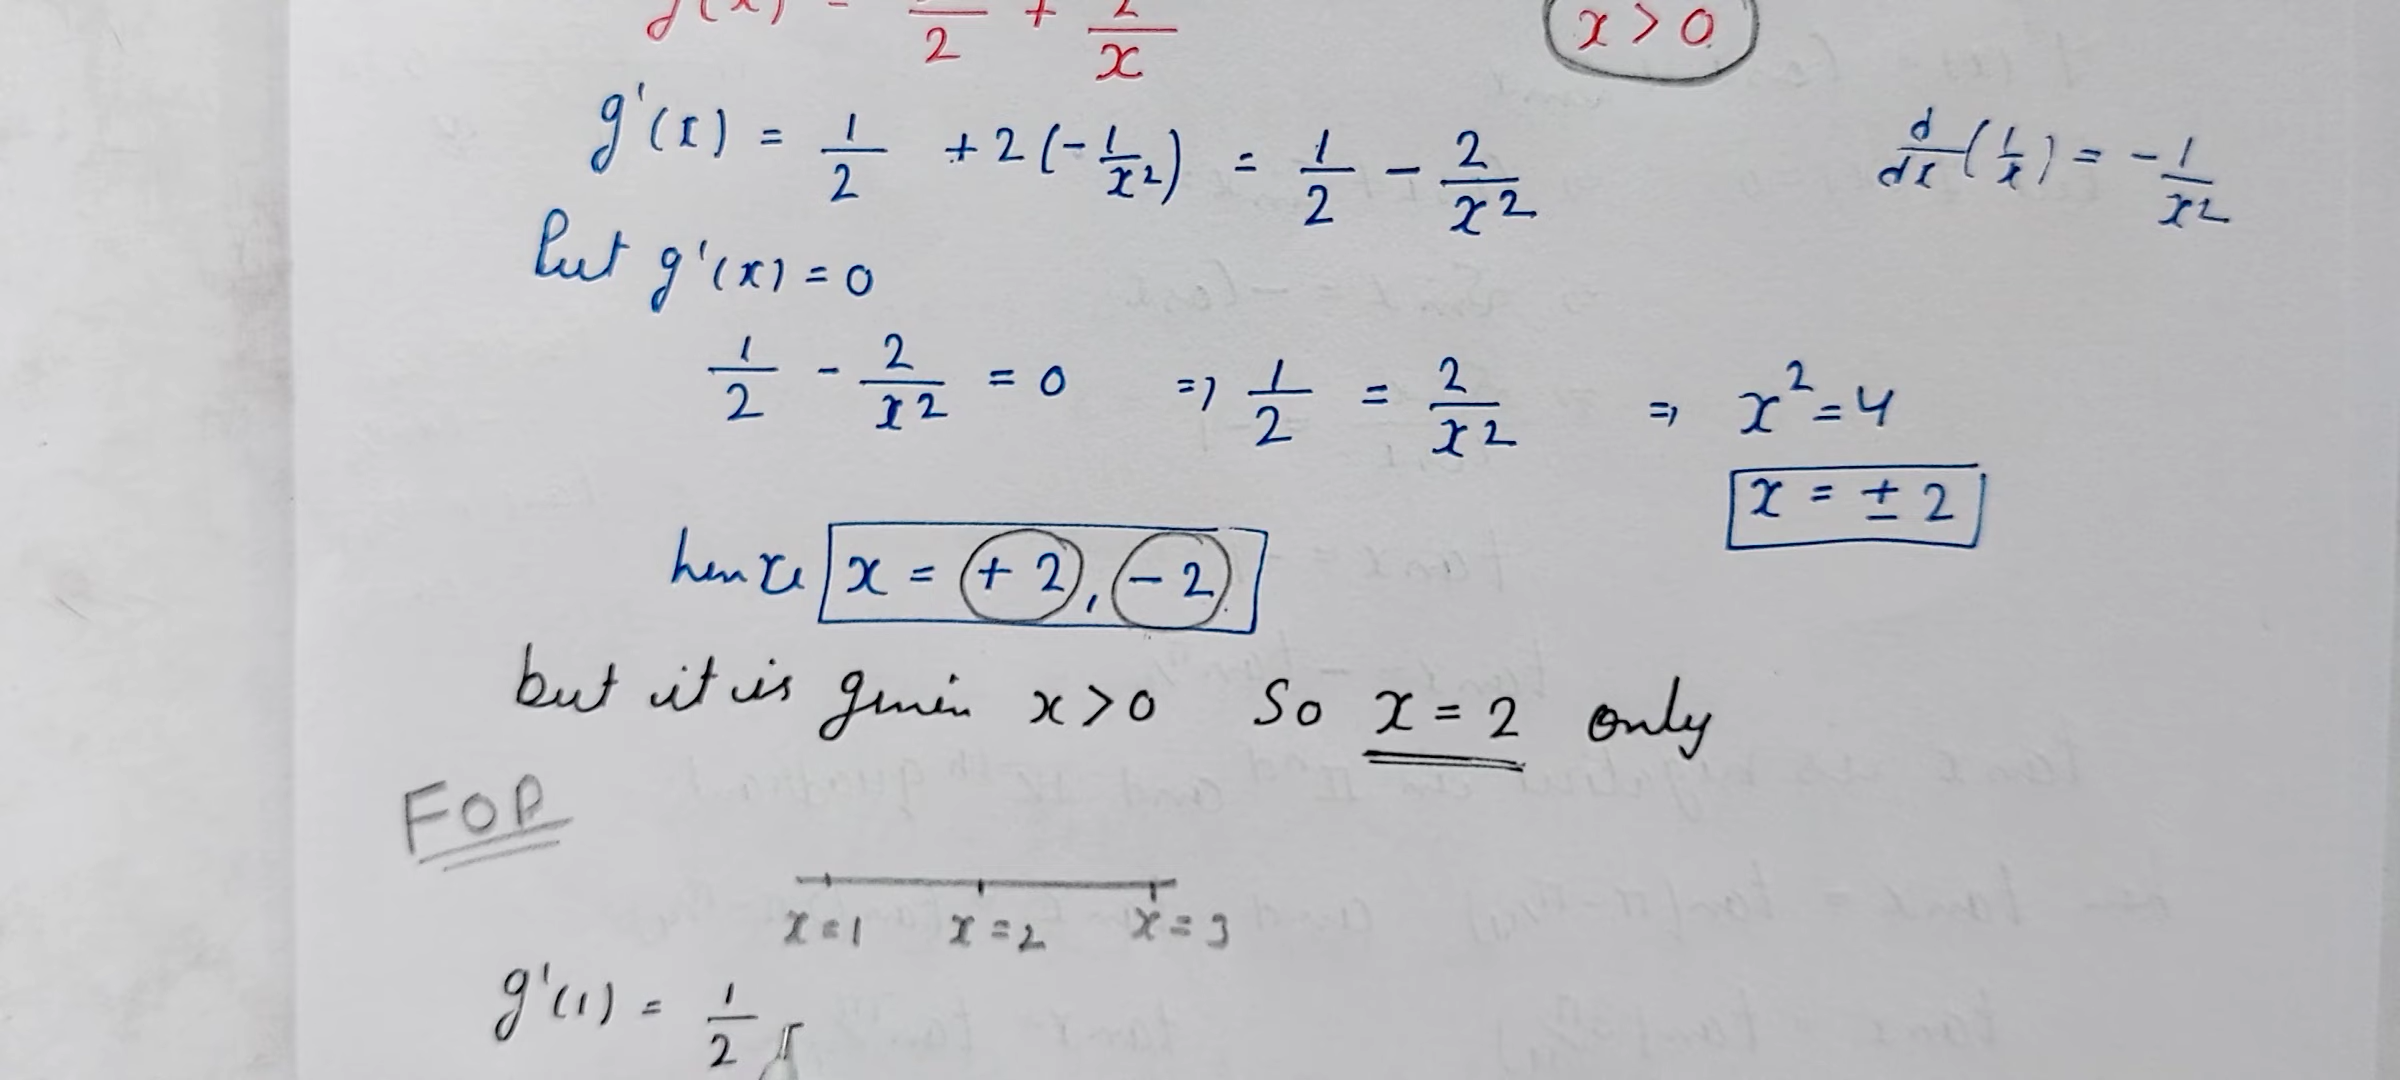 g(x) = x/2 + 2/x x > 0
g'(x) = 1/2 + 2(-1/x²) = 1/2 - 2/x² d/dx(1/x) = -1/x²
Put g'(x) = 0
1/2 - 2/x² = 0 ⇒ 1/2 = 2/x² ⇒ x² = 4
x = ± 2
hence x = +2, -2
but it is given x > 0 So x = 2 only
FOP
x=1 x=2 x=3
g'(1) = 1/2